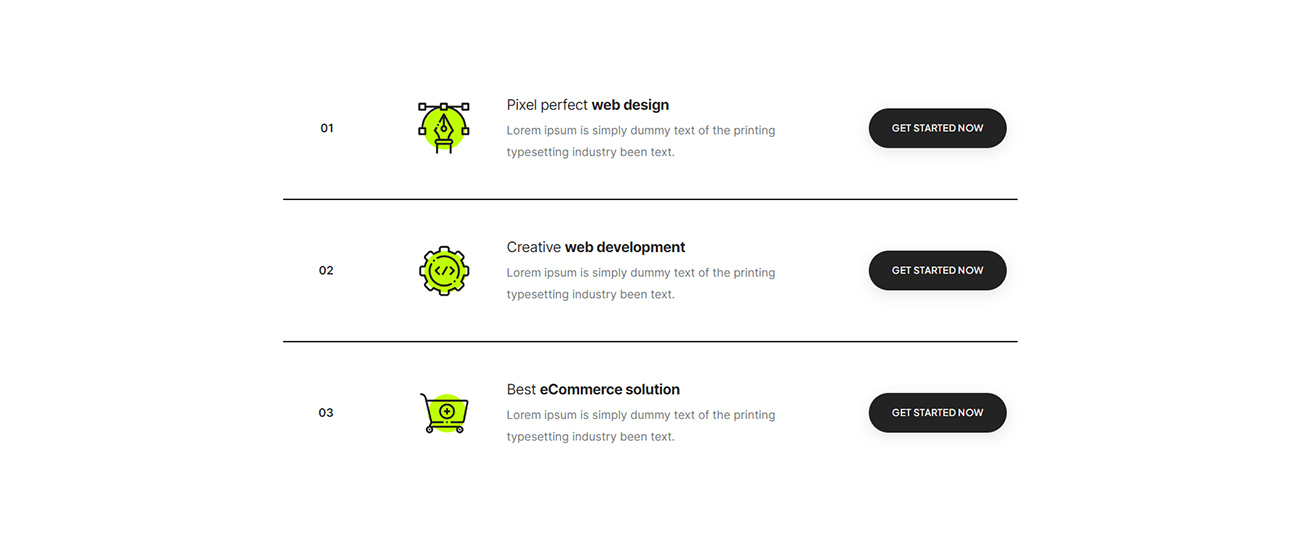 01
Pixel perfect web design
Lorem ipsum is simply dummy text of the printing
typesetting industry been text.
GET STARTED NOW
02
Creative web development
Lorem ipsum is simply dummy text of the printing
typesetting industry been text.
GET STARTED NOW
03
Best eCommerce solution
Lorem ipsum is simply dummy text of the printing
typesetting industry been text.
GET STARTED NOW